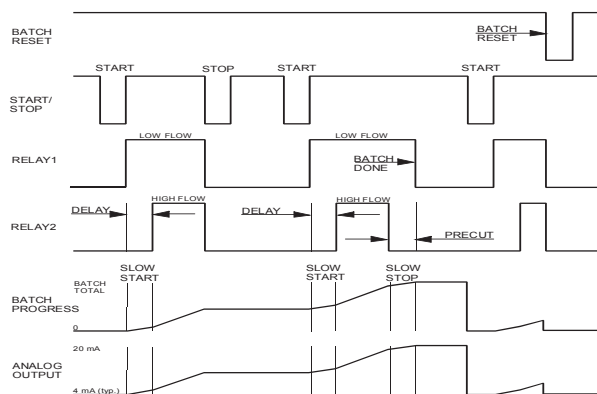 BATCH
RESET
BATCH
RESET
START STOP START START
START/
STOP
LOW FLOW LOW FLOW
RELAY1
BATCH
DONE
HIGH FLOW HIGH FLOW
DELAY DELAY
RELAY2
PRECUT
SLOW
START
SLOW
START
SLOW
STOP
BATCH
TOTAL
BATCH
PROGRESS
0
20 mA
ANALOG
OUTPUT
4 mA (typ.)